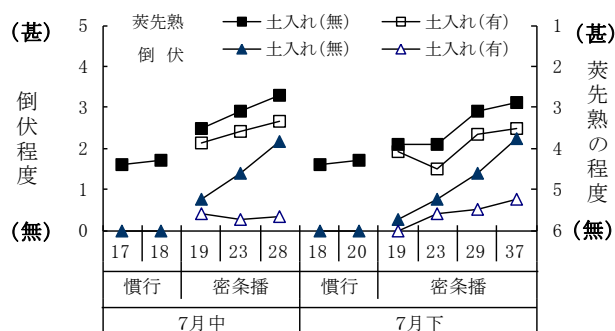 (甚) 5 莢先熟 土入れ(無) 土入れ(有) 1 (甚)
倒 伏 土入れ(無) 土入れ(有)
4 2
3 3
2 4
1 5
(無) 0 6 (無)
倒伏程度
莢先熟の程度
17 18 19 23 28 18 20 19 23 29 37
慣行 密条播 慣行 密条播
7月中 7月下